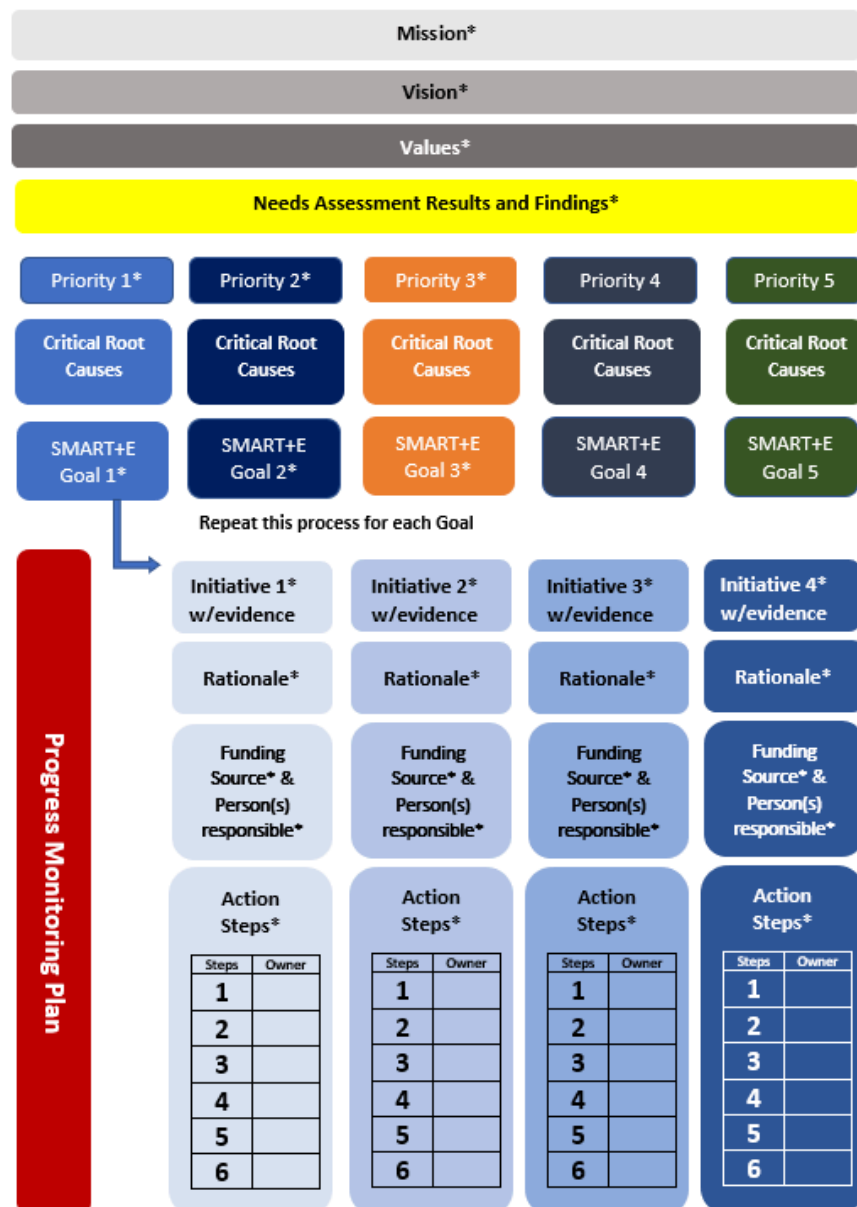 Mission*
Vision*
Values*
Needs Assessment Results and Findings*
Priority 1*
Priority 2*
Priority 3*
Priority 4
Priority 5
Critical Root
Causes
Critical Root
Causes
Critical Root
Causes
Critical Root
Causes
Critical Root
Causes
SMART+E
Goal 1*
SMART+E
Goal 2*
SMART+E
Goal 3*
SMART+E
Goal 4
SMART+E
Goal 5
Repeat this process for each Goal
Progress Monitoring Plan
Initiative 1*
w/evidence
Initiative 2*
w/evidence
Initiative 3*
w/evidence
Initiative 4*
w/evidence
Rationale*
Rationale*
Rationale*
Rationale*
Funding
Source* &
Person(s)
responsible*
Funding
Source* &
Person(s)
responsible*
Funding
Source* &
Person(s)
responsible*
Funding
Source* &
Person(s)
responsible*
Action
Steps*
Steps Owner
1
2
3
4
5
6
Action
Steps*
Steps Owner
1
2
3
4
5
6
Action
Steps*
Steps Owner
1
2
3
4
5
6
Action
Steps*
Steps Owner
1
2
3
4
5
6